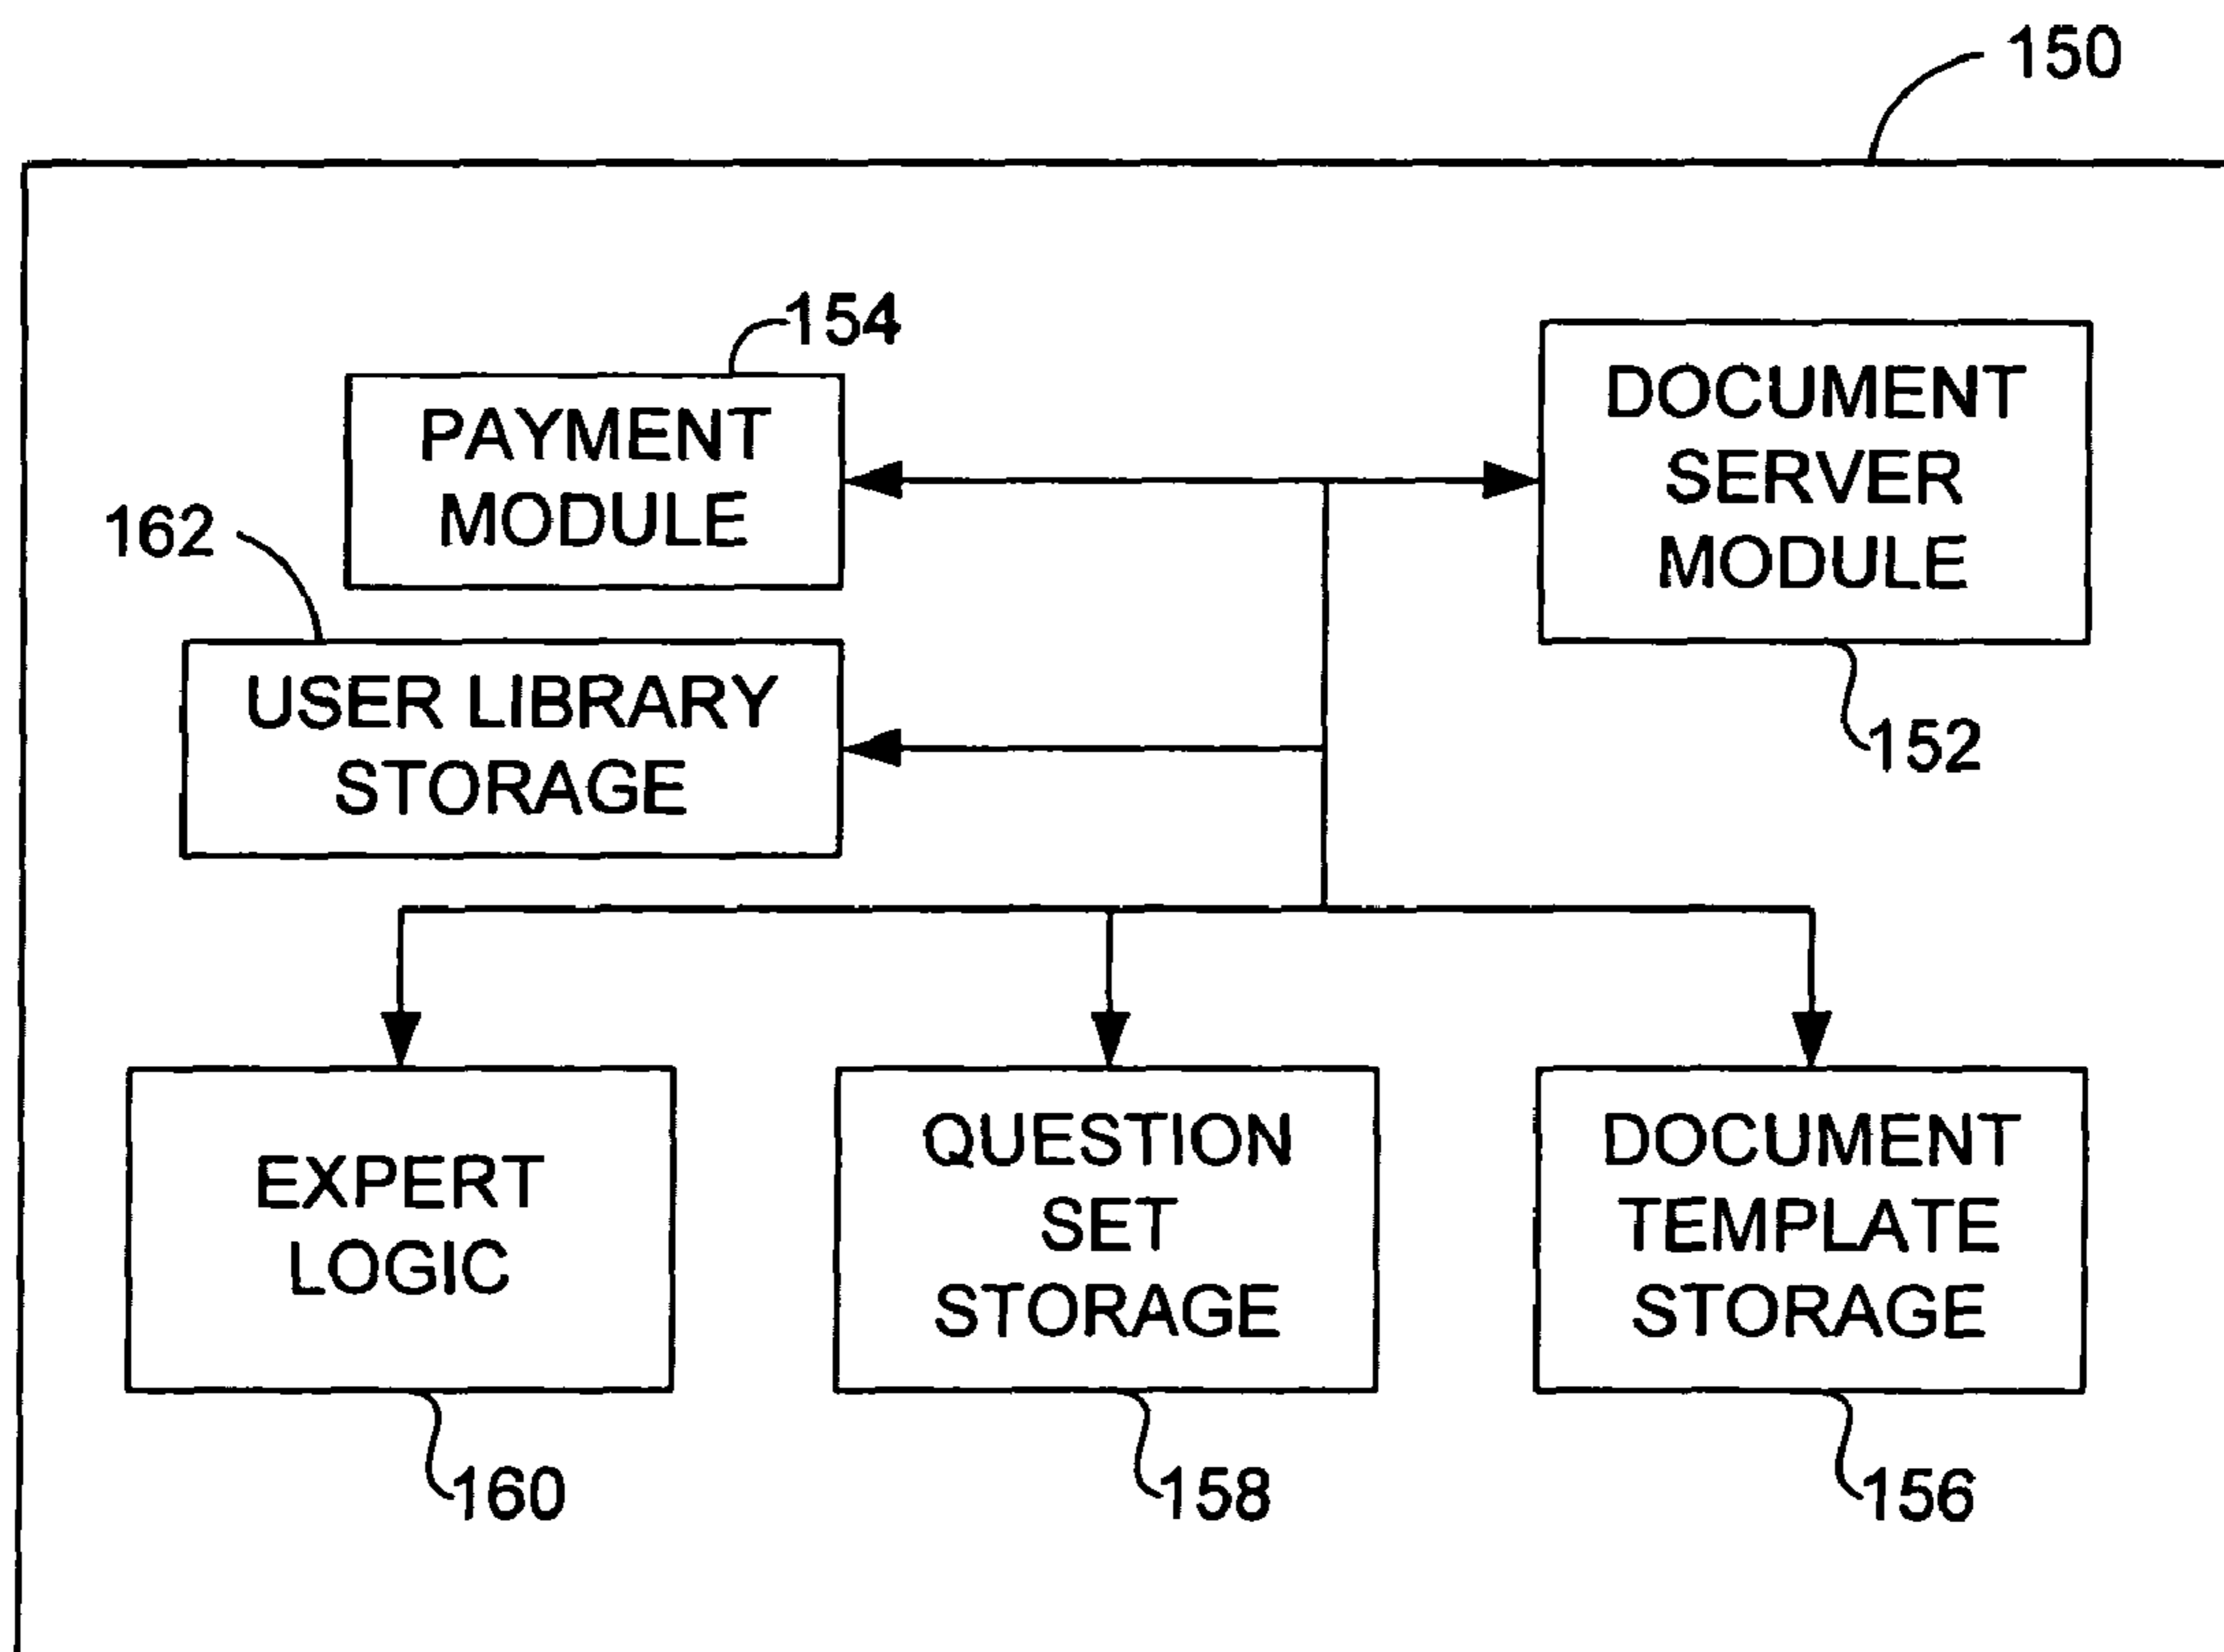 150
154
PAYMENT
MODULE
DOCUMENT
SERVER
MODULE
162
USER LIBRARY
STORAGE
152
EXPERT
LOGIC
QUESTION
SET
STORAGE
DOCUMENT
TEMPLATE
STORAGE
160
158
156